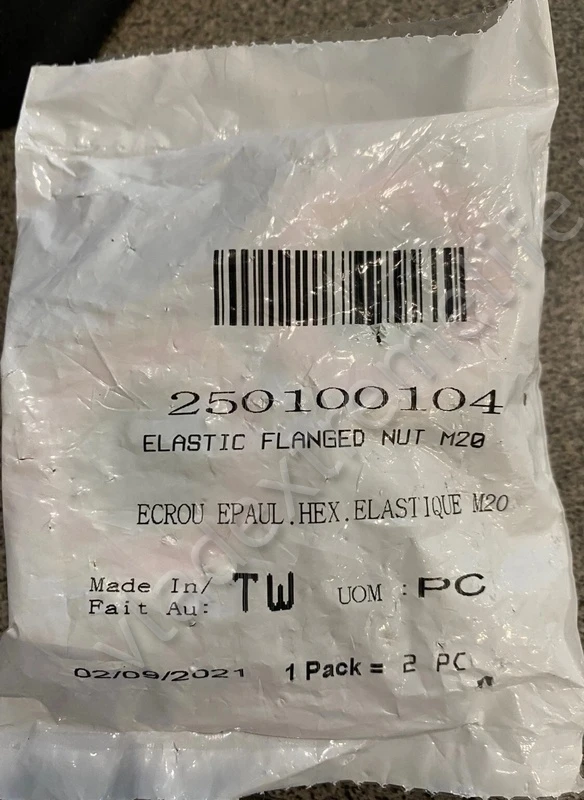 250100104
ELASTIC FLANGED NUT M20
ECROU EPAUL.HEX.ELASTIQUE M20
Made In/
Fait Au: TW UOM : PC
02/09/2021 1 Pack = 2 PC